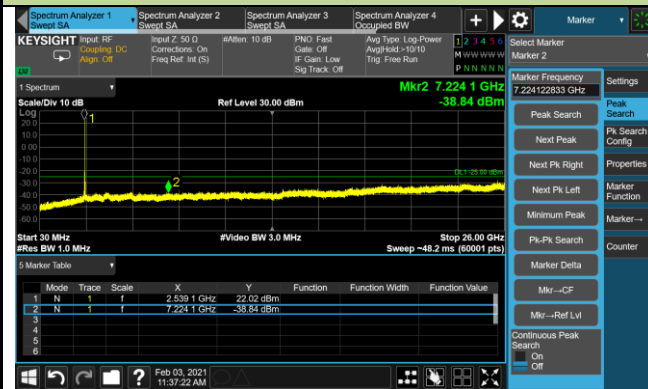 Spectrum Analyzer 1
Swept SA
Spectrum Analyzer 2
Swept SA
Spectrum Analyzer 3
Swept SA
Spectrum Analyzer 4
Occupied BW
+
Marker
KEYSIGHT
Input: RF
Coupling: DC
Align: Off
Input Z: 50 Ω
Corrections: On
Freq Ref: Int (S)
#Atten: 10 dB
PNO: Fast
Gate: Off
IF Gain: Low
Sig Track: Off
Avg Type: Log-Power
Avg|Hold:>10/10
Trig: Free Run
1 2 3 4 5 6
M W W W W W
P N N N N N
Select Marker
Marker 2
1 Spectrum
Scale/Div 10 dB
Ref Level 30.00 dBm
Mkr2 7.224 1 GHz
-38.84 dBm
Log
20.0
10.0
0.00
-10.0
-20.0
-30.0
-40.0
-50.0
-60.0
1
2
DL1 -25.00 dBm
Start 30 MHz
#Res BW 1.0 MHz
#Video BW 3.0 MHz
Stop 26.00 GHz
Sweep ~48.2 ms (60001 pts)
Marker Frequency
7.224122833 GHz
Peak Search
Next Peak
Next Pk Right
Next Pk Left
Minimum Peak
Pk-Pk Search
Marker Delta
Mkr→CF
Mkr→Ref Lvl
Continuous Peak
Search
On
Off
Settings
Peak
Search
Pk Search
Config
Properties
Marker
Function
Marker→
Counter
5 Marker Table
Mode Trace Scale X Y Function Function Width Function Value
1 N 1 f 2.539 1 GHz 22.02 dBm
2 N 1 f 7.224 1 GHz -38.84 dBm
3
4
5
6
?
Feb 03, 2021
11:37:22 AM